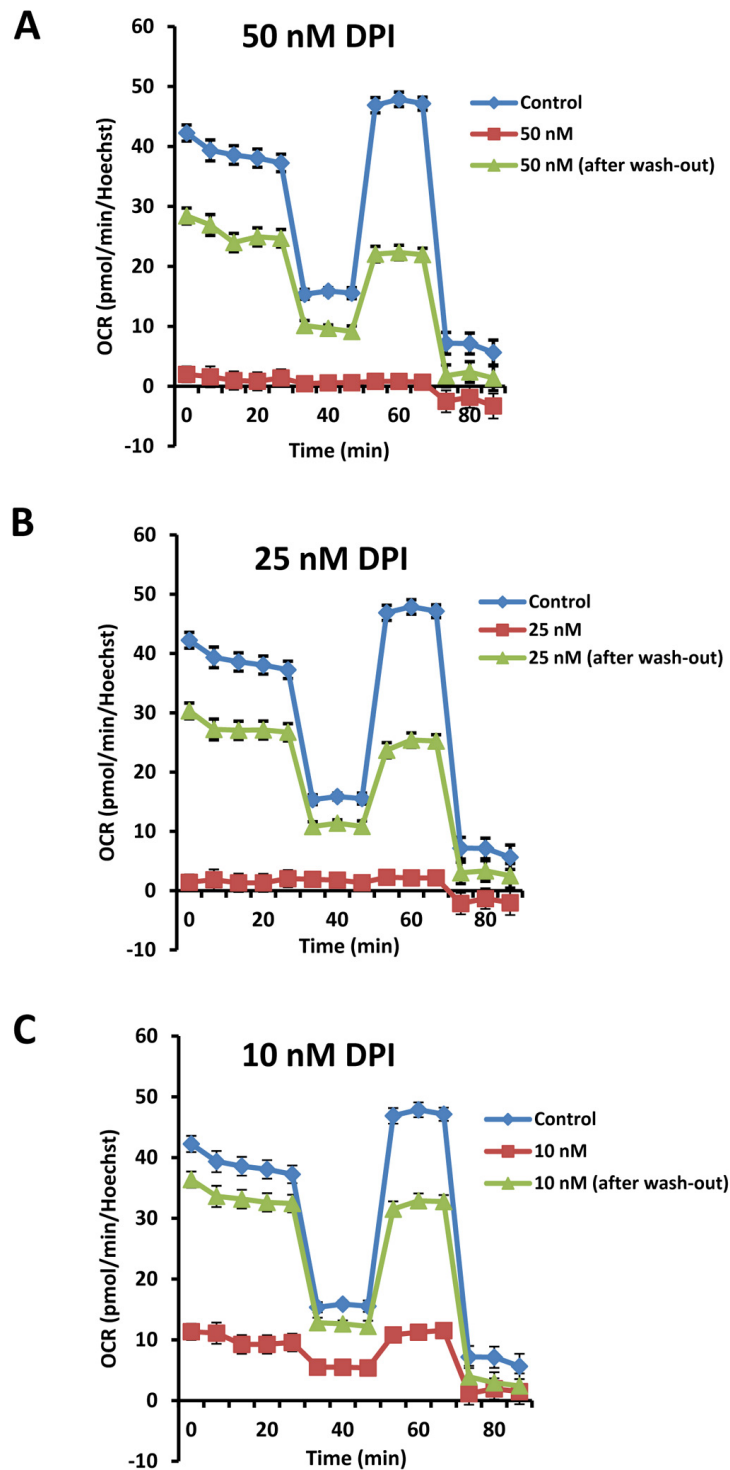 A
50 nM DPI
60
50
40
30
20
10
0
-10
OCR (pmol/min/Hoechst)
0 20 40 60 80
Time (min)
Control
50 nM
50 nM (after wash-out)
B
25 nM DPI
60
50
40
30
20
10
0
-10
OCR (pmol/min/Hoechst)
0 20 40 60 80
Time (min)
Control
25 nM
25 nM (after wash-out)
C
10 nM DPI
60
50
40
30
20
10
0
-10
OCR (pmol/min/Hoechst)
0 20 40 60 80
Time (min)
Control
10 nM
10 nM (after wash-out)